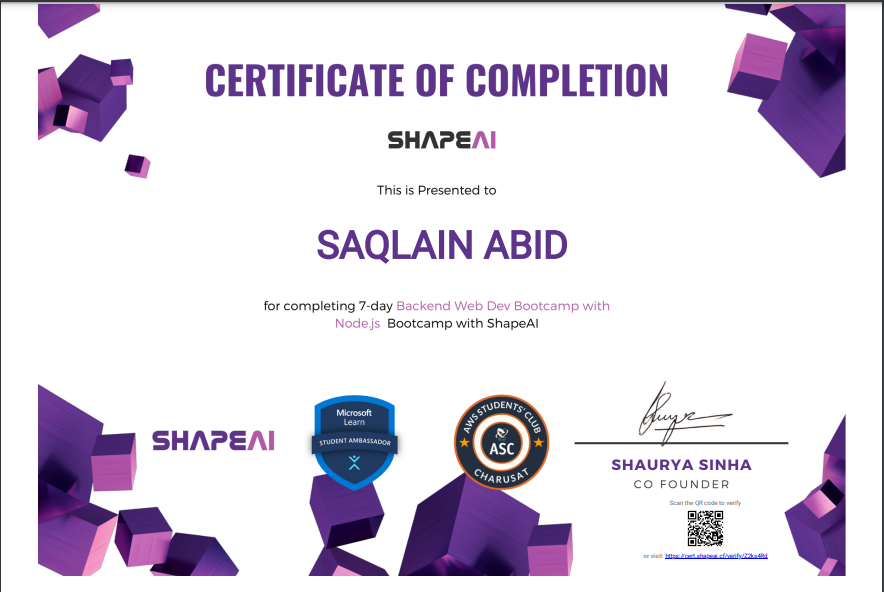 CERTIFICATE OF COMPLETION
SHAPEAI
This is Presented to
SAQLAIN ABID
for completing 7-day Backend Web Dev Bootcamp with
Node.js Bootcamp with ShapeAI
SHAPEAI
Microsoft
Learn
STUDENT AMBASSADOR
AWS STUDENTS' CLUB
ASC
CHARUSAT
SHAURYA SINHA
CO FOUNDER
Scan the QR code to verify
or visit: https://cert.shapeai.cf/verify/Z2ks4Rd